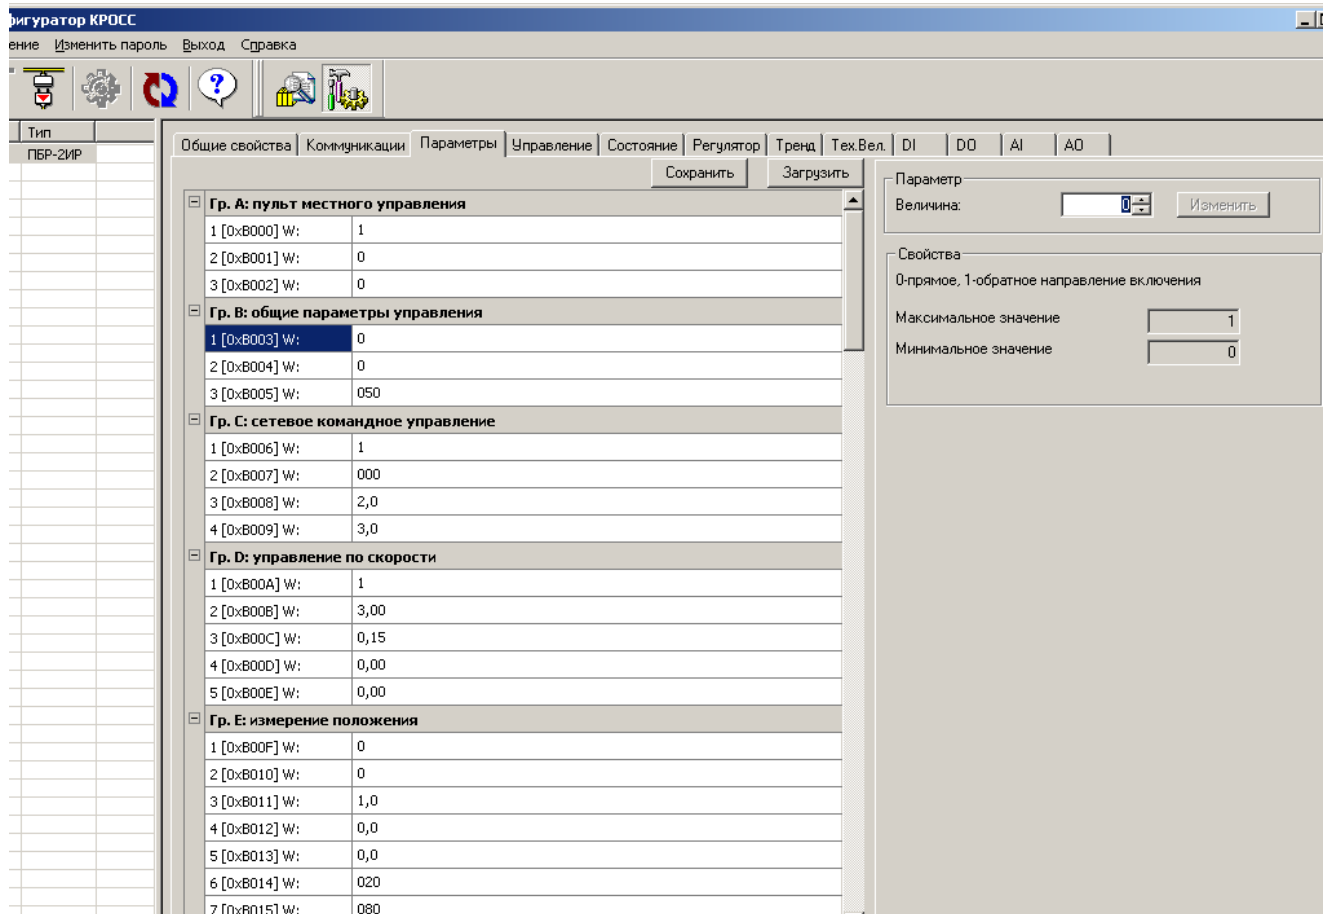 фигуратор КРОСС
ение Изменить пароль Выход Справка
Тип
ПБР-2ИР
Общие свойства Коммуникации Параметры Управление Состояние Регулятор Тренд Тех.Вел. DI DO AI AO
Сохранить Загрузить
Гр. A: пульт местного управления
1 [0xB000] W: 1
2 [0xB001] W: 0
3 [0xB002] W: 0
Гр. B: общие параметры управления
1 [0xB003] W: 0
2 [0xB004] W: 0
3 [0xB005] W: 050
Гр. C: сетевое командное управление
1 [0xB006] W: 1
2 [0xB007] W: 000
3 [0xB008] W: 2,0
4 [0xB009] W: 3,0
Гр. D: управление по скорости
1 [0xB00A] W: 1
2 [0xB00B] W: 3,00
3 [0xB00C] W: 0,15
4 [0xB00D] W: 0,00
5 [0xB00E] W: 0,00
Гр. E: измерение положения
1 [0xB00F] W: 0
2 [0xB010] W: 0
3 [0xB011] W: 1,0
4 [0xB012] W: 0,0
5 [0xB013] W: 0,0
6 [0xB014] W: 020
7 [0xB015] W: 080
Параметр
Величина: 0 Изменить
Свойства
0-прямое, 1-обратное направление включения
Максимальное значение 1
Минимальное значение 0